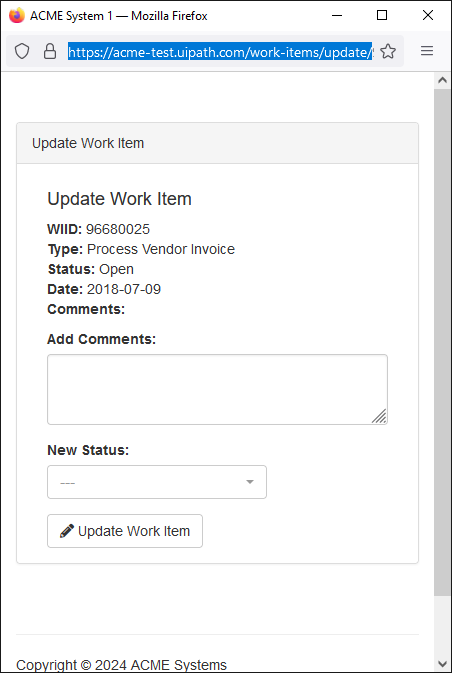 ACME System 1 — Mozilla Firefox
https://acme-test.uipath.com/work-items/update/
Update Work Item
Update Work Item
WIID: 96680025
Type: Process Vendor Invoice
Status: Open
Date: 2018-07-09
Comments:
Add Comments:
New Status:
---
Update Work Item
Copyright © 2024 ACME Systems